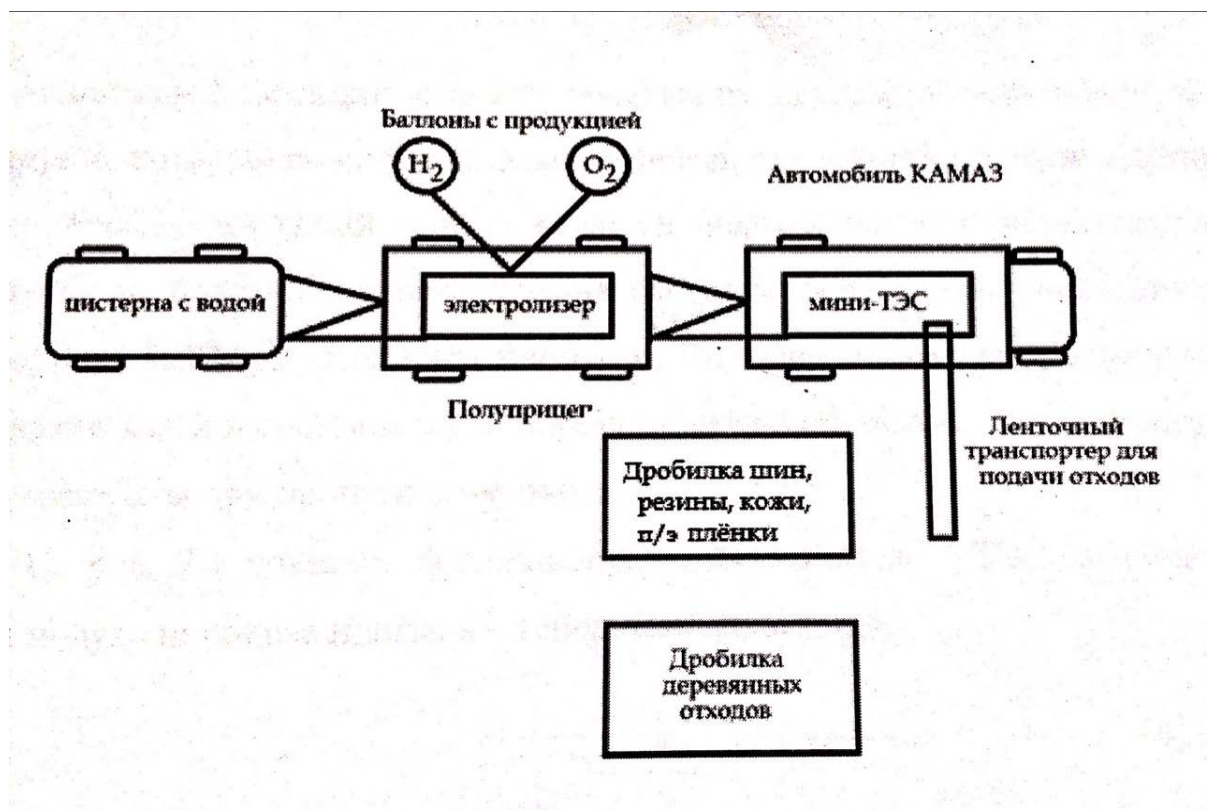 Баллоны с продукцией
H2
O2
Автомобиль КАМАЗ
цистерна с водой
электролизер
мини-ТЭС
Полуприцег
Ленточный
транспортер для
подачи отходов
Дробилка шин,
резины, кожи,
п/э плёнки
Дробилка
деревянных
отходов